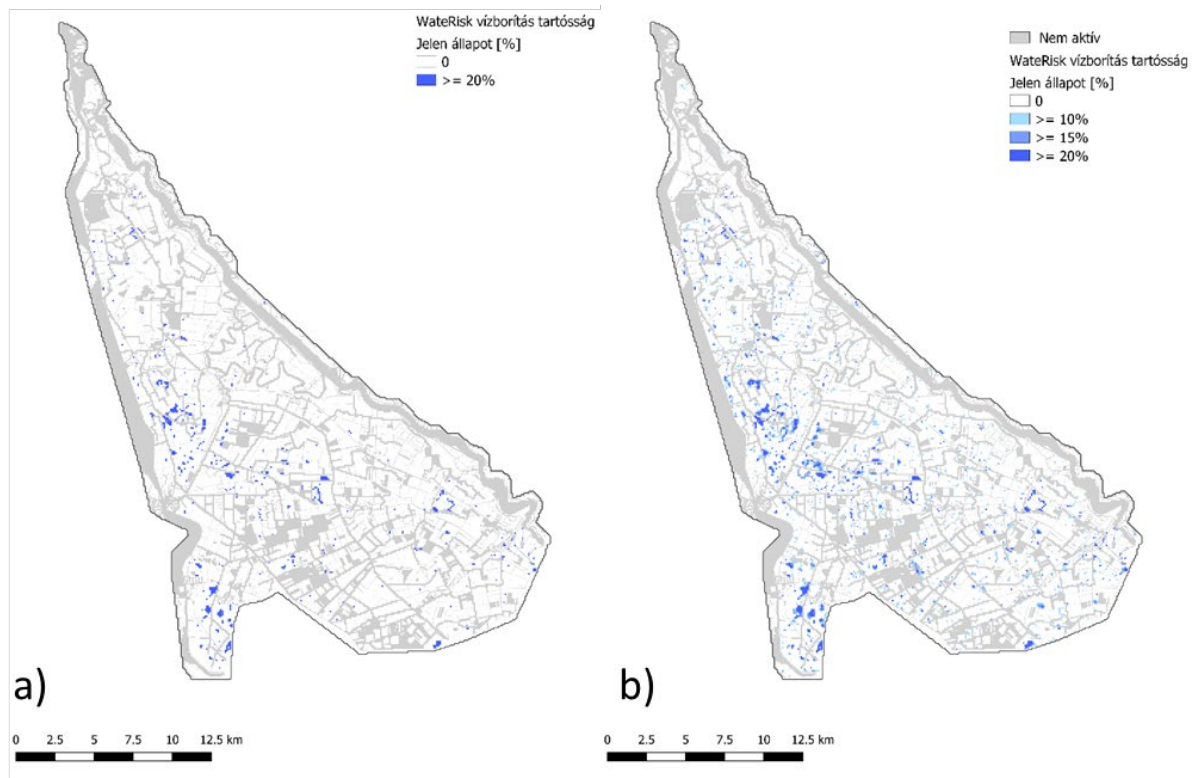 WateRisk vízborítás tartósság
Jelen állapot [%]
0
>= 20%
a)
0 2.5 5 7.5 10 12.5 km
Nem aktív
WateRisk vízborítás tartósság
Jelen állapot [%]
0
>= 10%
>= 15%
>= 20%
b)
0 2.5 5 7.5 10 12.5 km